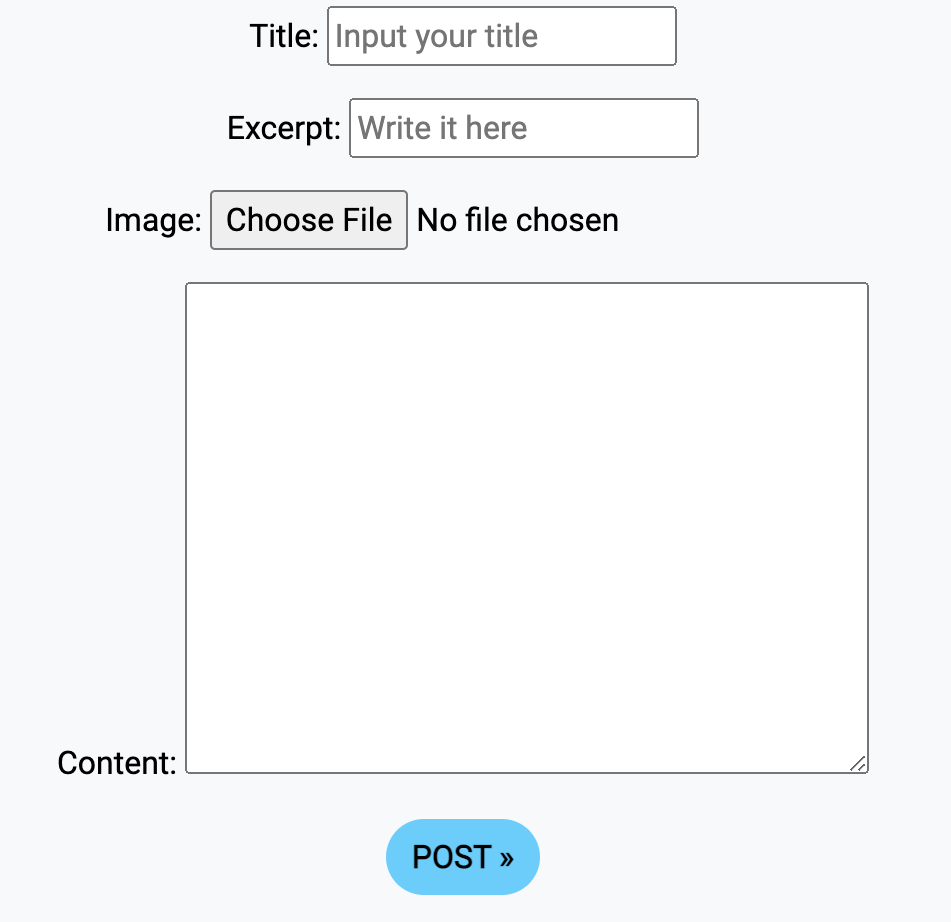 Title: Input your title
Excerpt: Write it here
Image: Choose File No file chosen
Content:
POST »